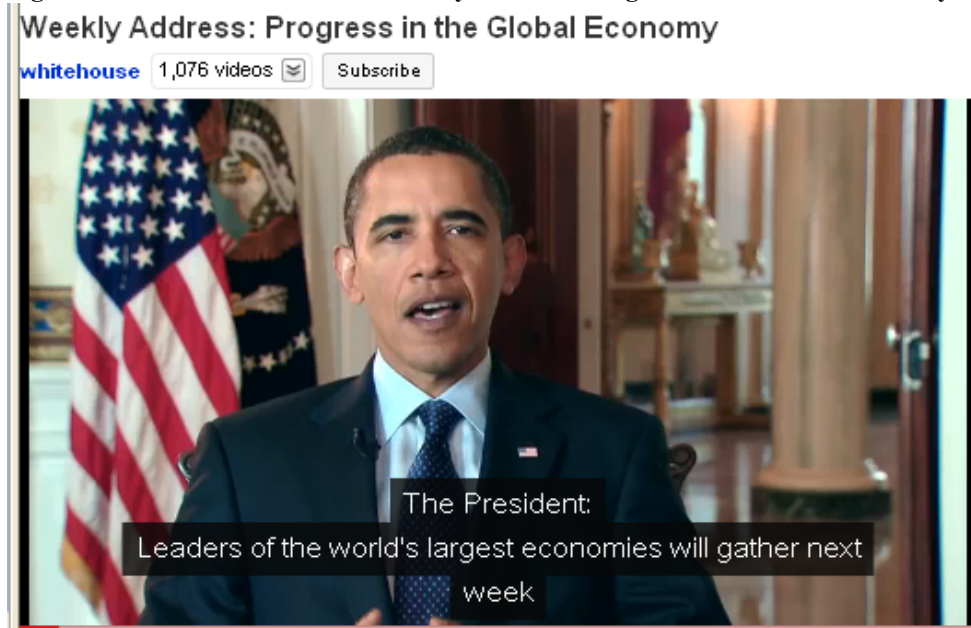 Weekly Address: Progress in the Global Economy
whitehouse 1,076 videos Subscribe
The President:
Leaders of the world's largest economies will gather next
week